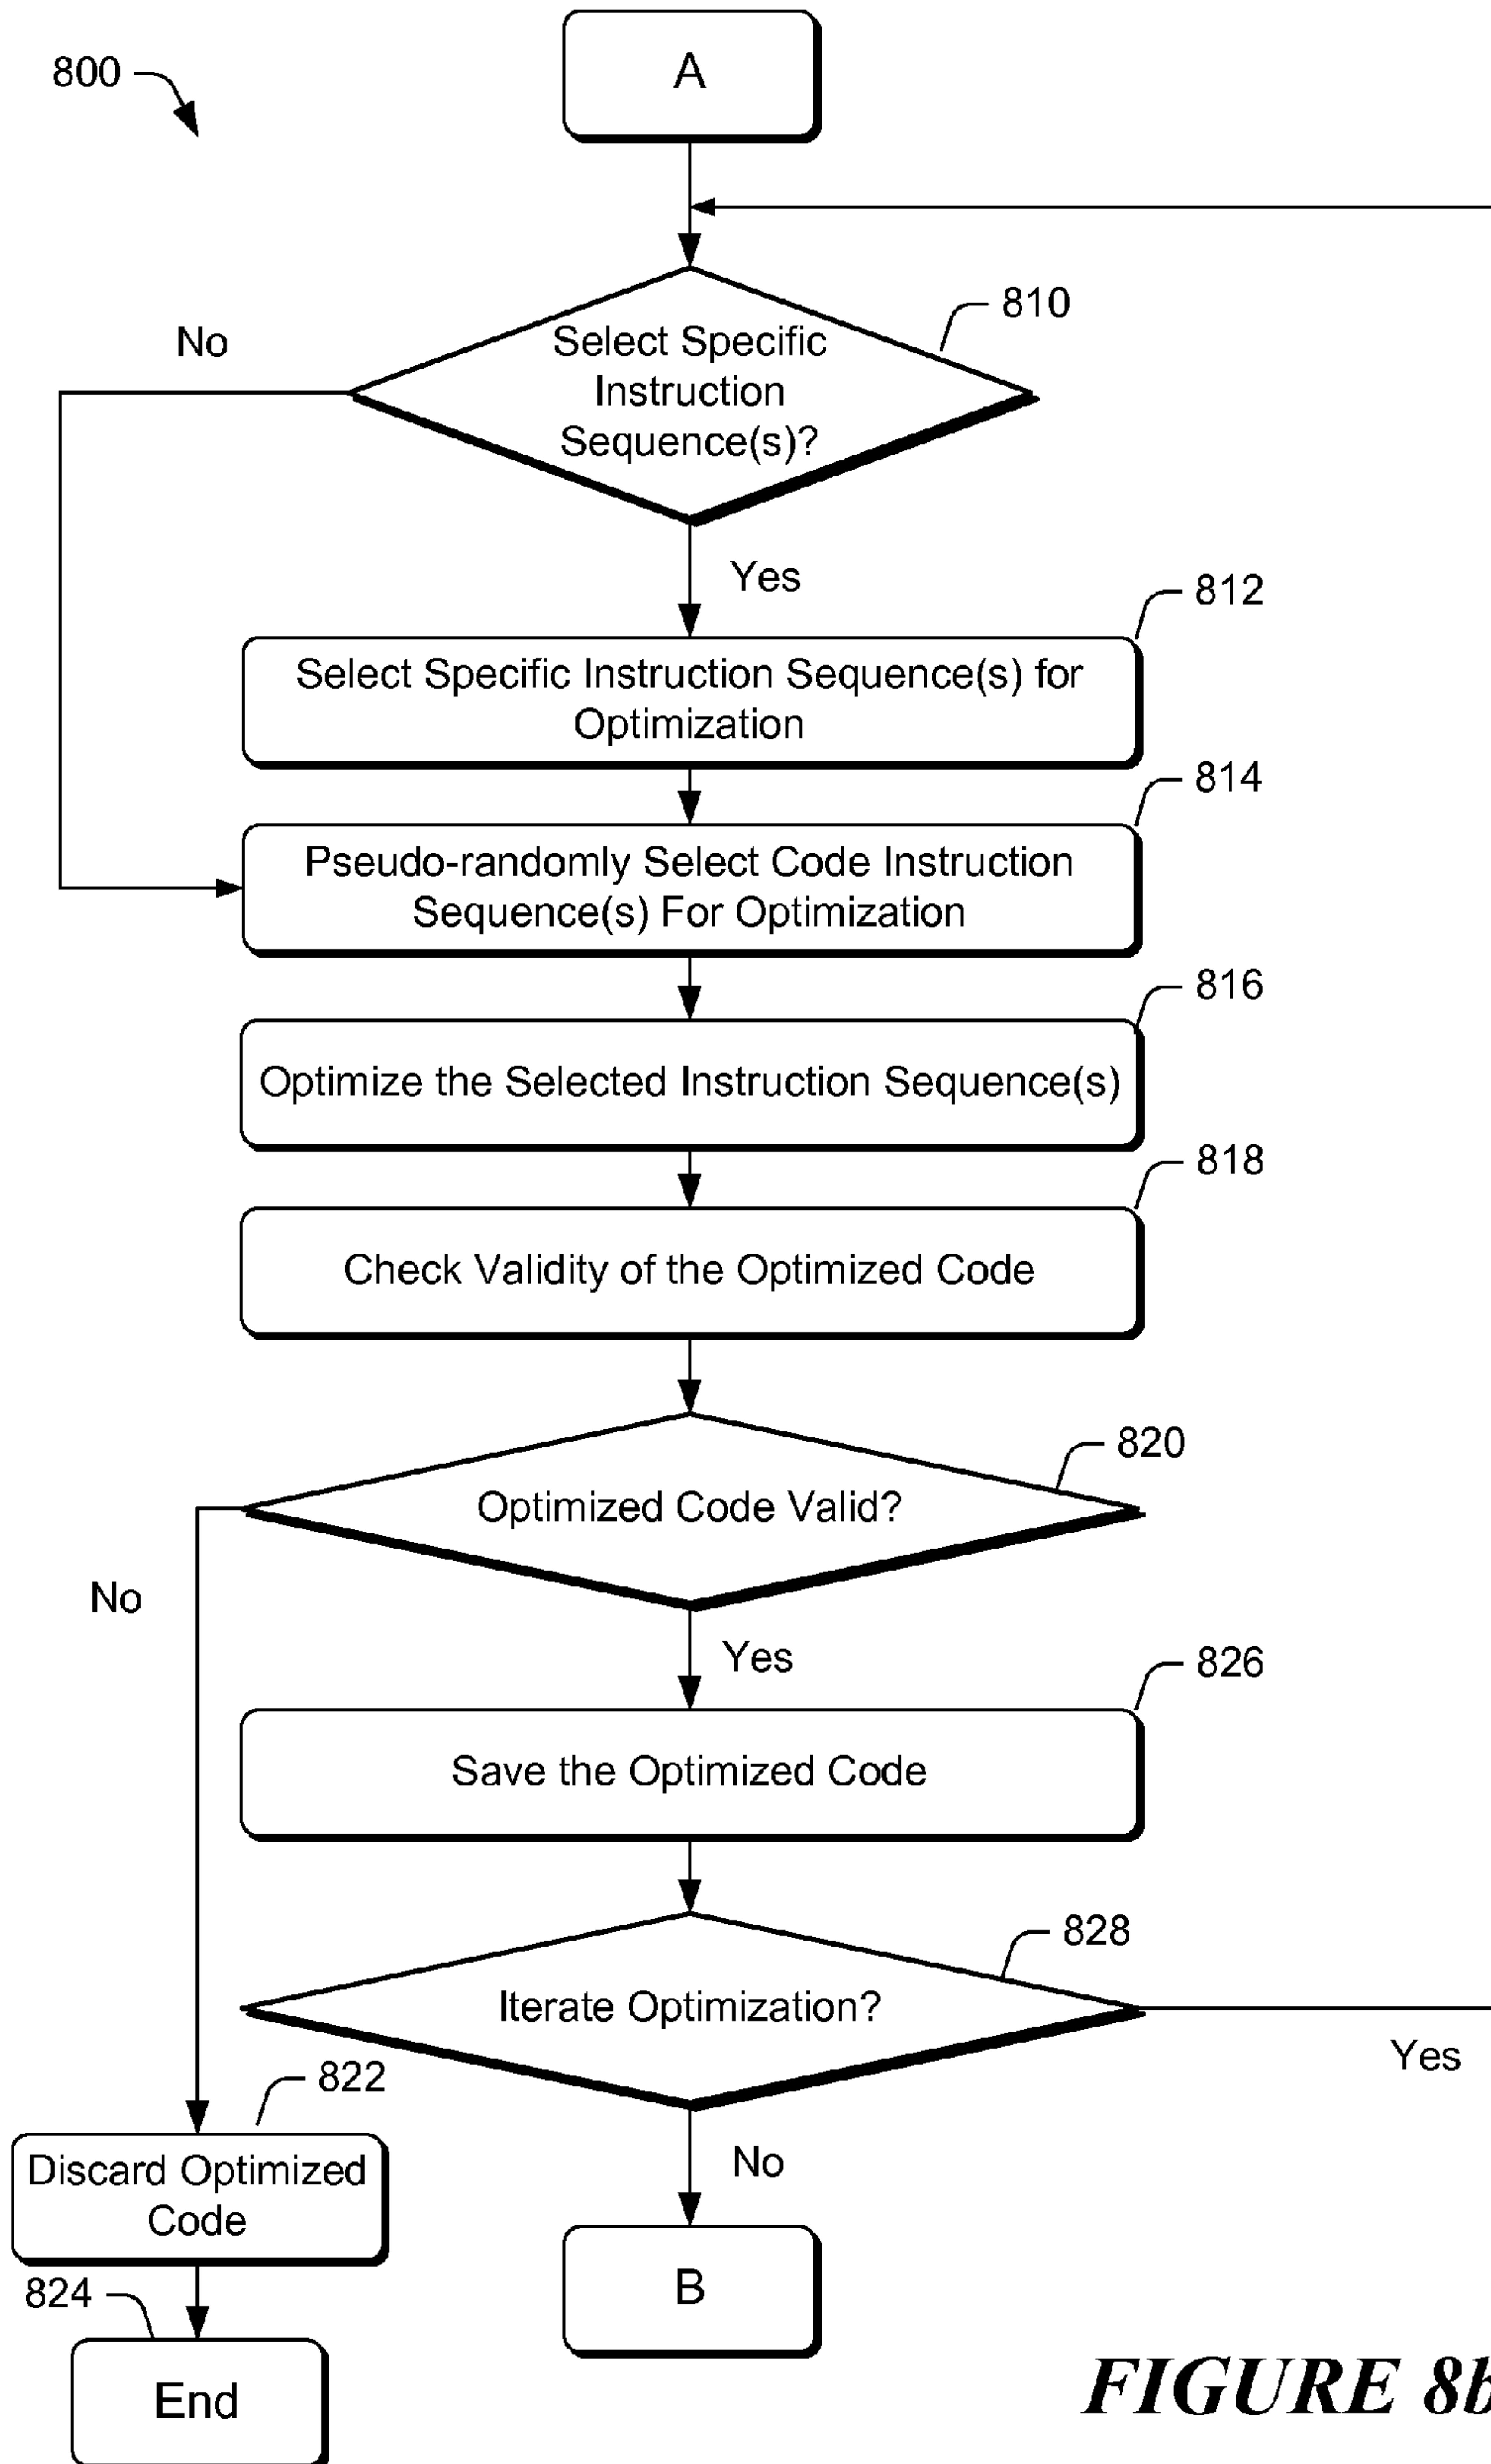 A
800
810
No
Select Specific
Instruction
Sequence(s)?
Yes
812
Select Specific Instruction Sequence(s) for
Optimization
814
Pseudo-randomly Select Code Instruction
Sequence(s) For Optimization
816
Optimize the Selected Instruction Sequence(s)
818
Check Validity of the Optimized Code
820
Optimized Code Valid?
No
Yes
826
Save the Optimized Code
828
Iterate Optimization?
Yes
822
Discard Optimized
Code
No
B
824
End
FIGURE 8b